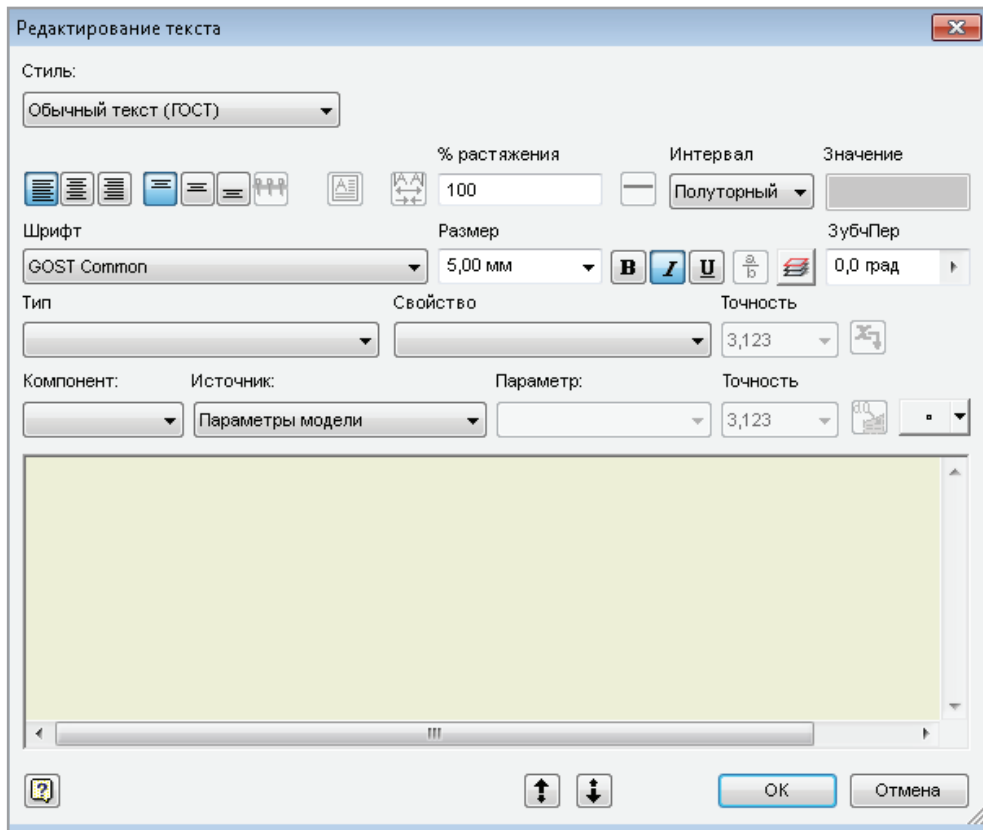 Редактирование текста
Стиль:
Обычный текст (ГОСТ)
% растяжения Интервал Значение
100 Полуторный
Шрифт Размер ЗубчПер
GOST Common 5,00 мм B I U a/b 0,0 град
Тип Свойство Точность
3,123
Компонент: Источник: Параметр: Точность
Параметры модели 3,123
OK Отмена